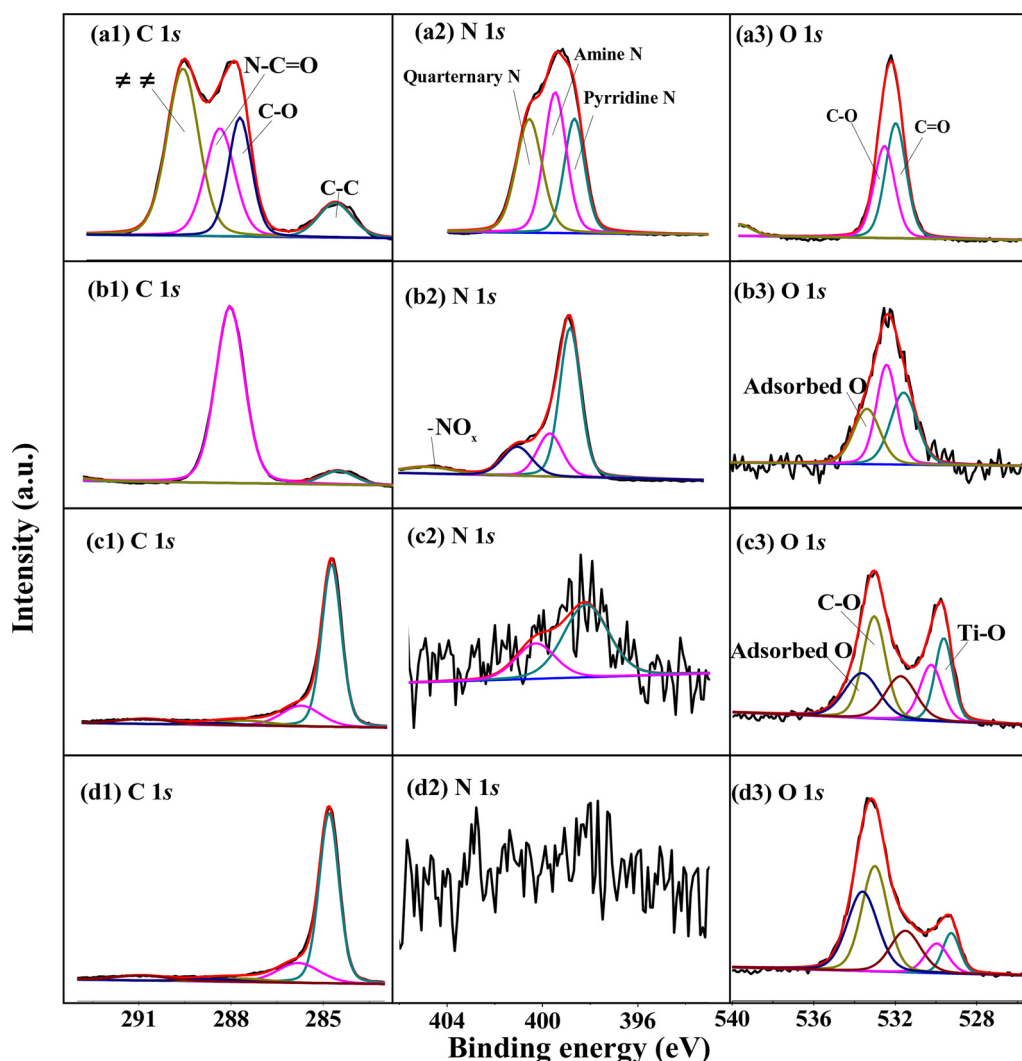 (a1) C 1s
≠ ≠
N-C=O
C-O
C-C
(a2) N 1s
Amine N
Quarternary N
Pyrridine N
(a3) O 1s
C-O
C=O
(b1) C 1s
(b2) N 1s
-NOx
(b3) O 1s
Adsorbed O
(c1) C 1s
(c2) N 1s
(c3) O 1s
C-O
Adsorbed O
Ti-O
(d1) C 1s
(d2) N 1s
(d3) O 1s
Intensity (a.u.)
291 288 285 404 400 396 540 536 532 528
Binding energy (eV)